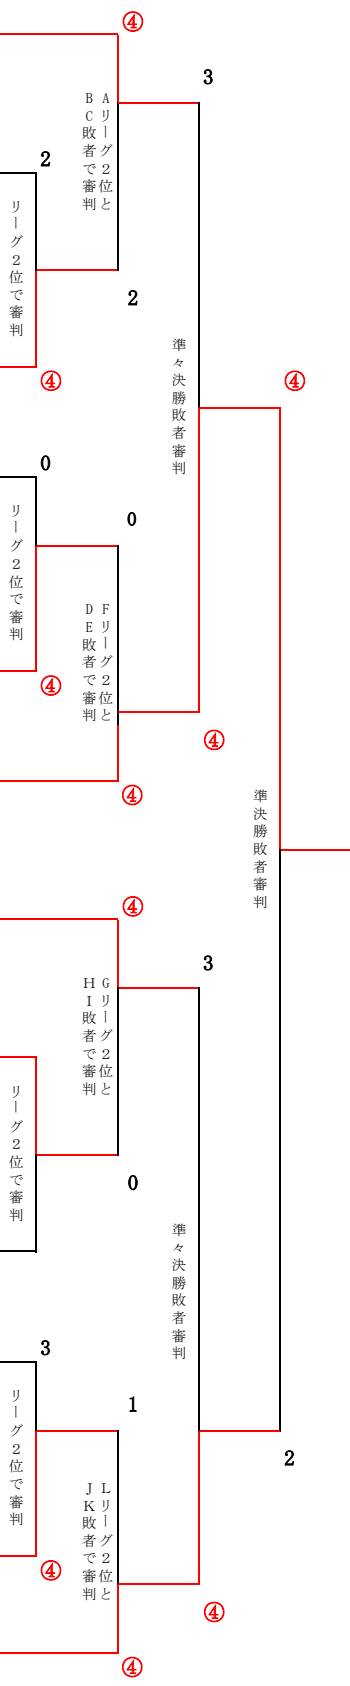 ④
3
Aリーグ2位と
BC敗者で審判
2
リーグ2位で審判
2
④
準々決勝敗者審判
④
0
0
リーグ2位で審判
Fリーグ2位と
DE敗者で審判
④
④
④
準決勝敗者審判
④
3
Gリーグ2位と
HI敗者で審判
リーグ2位で審判
0
準々決勝敗者審判
3
1
リーグ2位で審判
2
Lリーグ2位と
JK敗者で審判
④
④
④